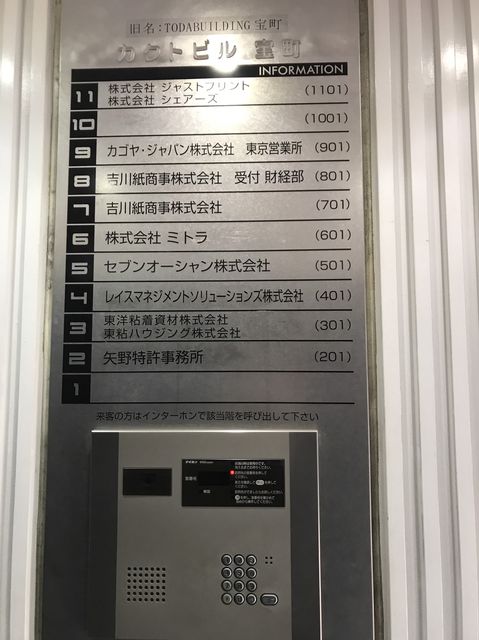 旧名:TODABUILDING 宝町
カクトビル 宝町
INFORMATION
11 株式会社 ジャストプリント
株式会社 シェアーズ (1101)
10 (1001)
9 カゴヤ・ジャパン株式会社 東京営業所 (901)
8 吉川紙商事株式会社 受付 財経部 (801)
7 吉川紙商事株式会社 (701)
6 株式会社 ミトラ (601)
5 セブンオーシャン株式会社 (501)
4 レイスマネジメントソリューションズ株式会社 (401)
3 東洋粘着資材株式会社
東粘ハウジング株式会社 (301)
2 矢野特許事務所 (201)
1
来客の方はインターホンで該当階を呼び出して下さい